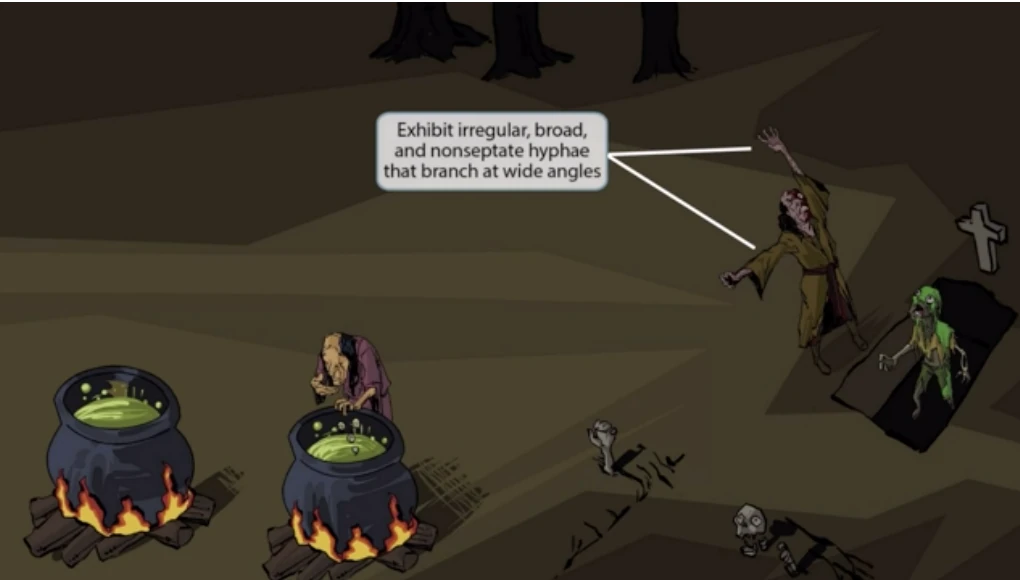 Exhibit irregular, broad,
and nonseptate hyphae
that branch at wide angles